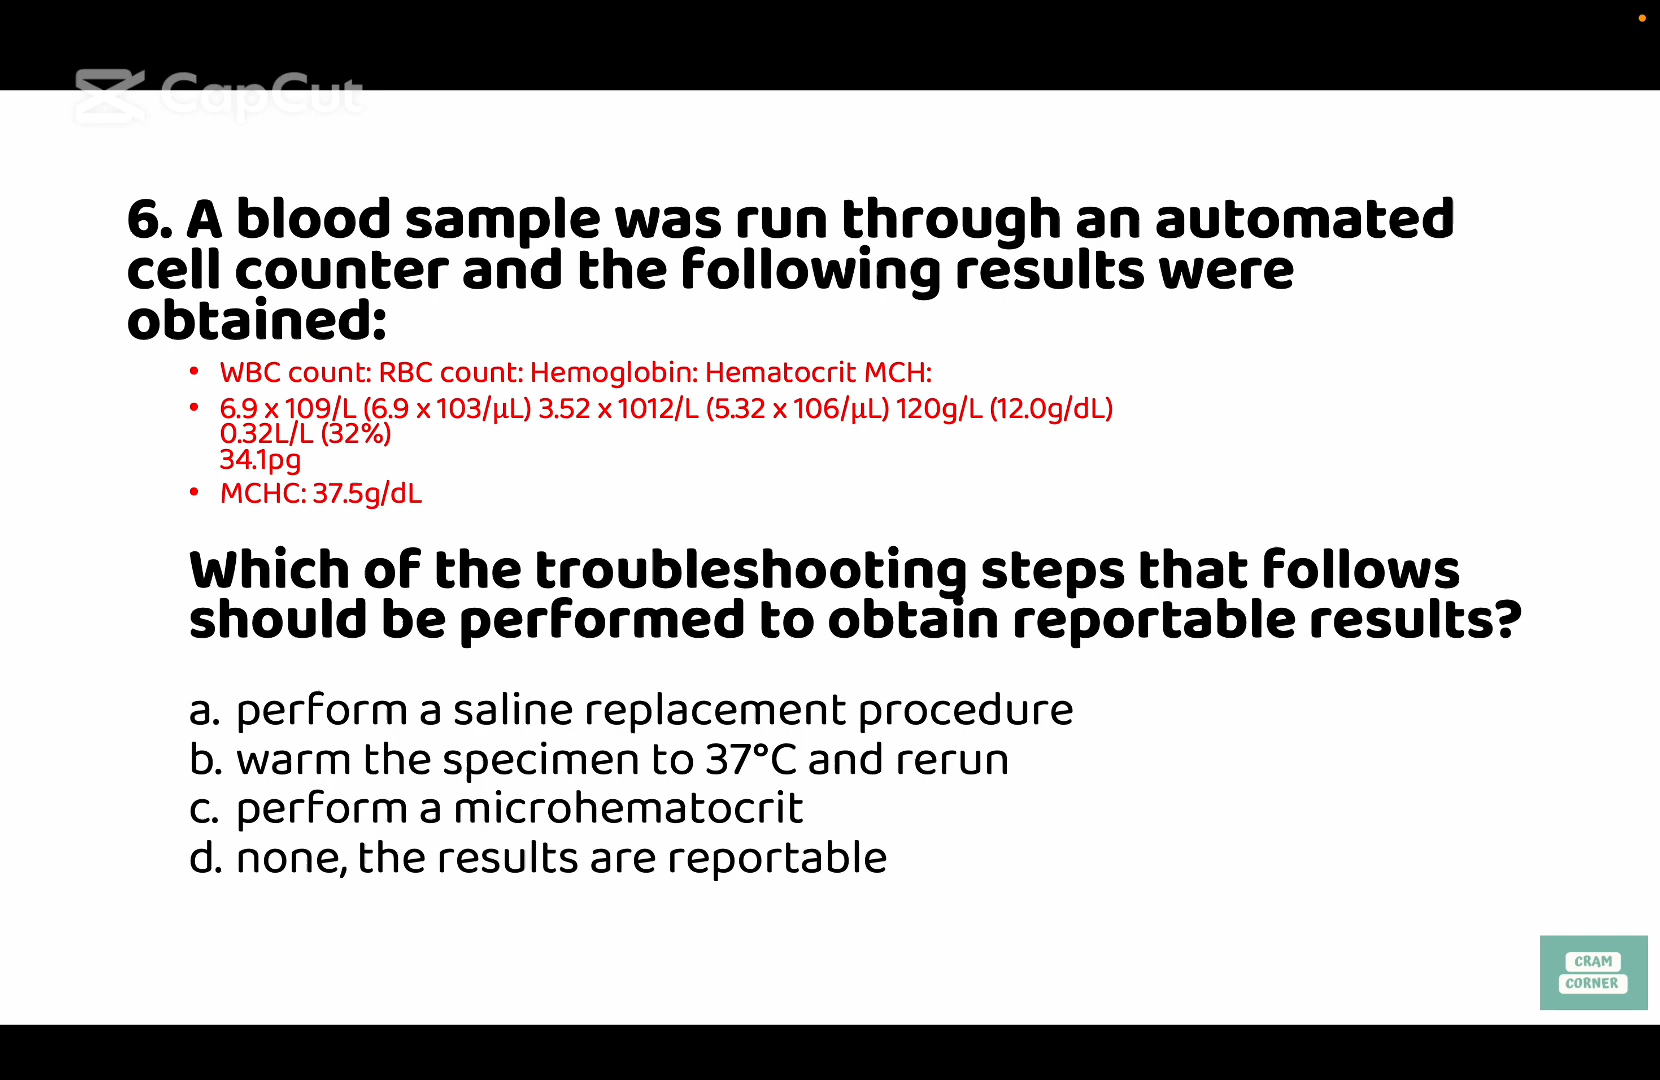 CapCut
6. A blood sample was run through an automated
cell counter and the following results were
obtained:
• WBC count: RBC count: Hemoglobin: Hematocrit MCH:
• 6.9 x 109/L (6.9 x 103/µL) 3.52 x 1012/L (5.32 x 106/µL) 120g/L (12.0g/dL)
0.32L/L (32%)
34.1pg
• MCHC: 37.5g/dL
Which of the troubleshooting steps that follows
should be performed to obtain reportable results?
a. perform a saline replacement procedure
b. warm the specimen to 37°C and rerun
c. perform a microhematocrit
d. none, the results are reportable
CRAM
CORNER